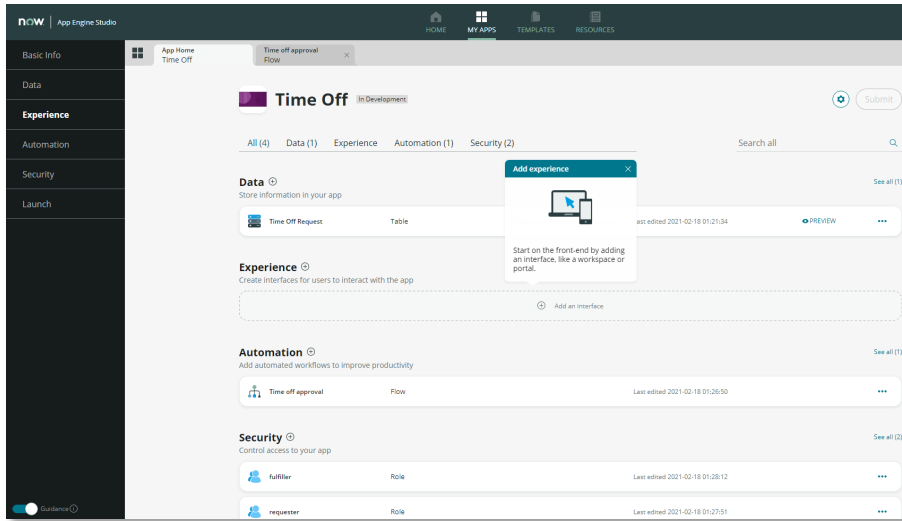 now App Engine Studio
HOME
MY APPS
TEMPLATES
RESOURCES
Basic Info
Data
Experience
Automation
Security
Launch
Guidance
App Home
Time Off
Time off approval
Flow
Time Off
In Development
Submit
All (4) Data (1) Experience Automation (1) Security (2)
Search all
Add experience
Start on the front-end by adding
an interface, like a workspace or
portal.
Data
See all (1)
Store information in your app
Time Off Request Table ast edited 2021-02-18 01:21:34 PREVIEW
Experience
Create interfaces for users to interact with the app
Add an interface
Automation
See all (1)
Add automated workflows to improve productivity
Time off approval Flow Last edited 2021-02-18 01:26:50
Security
See all (2)
Control access to your app
fulfiller Role Last edited 2021-02-18 01:28:12
requester Role Last edited 2021-02-18 01:27:51